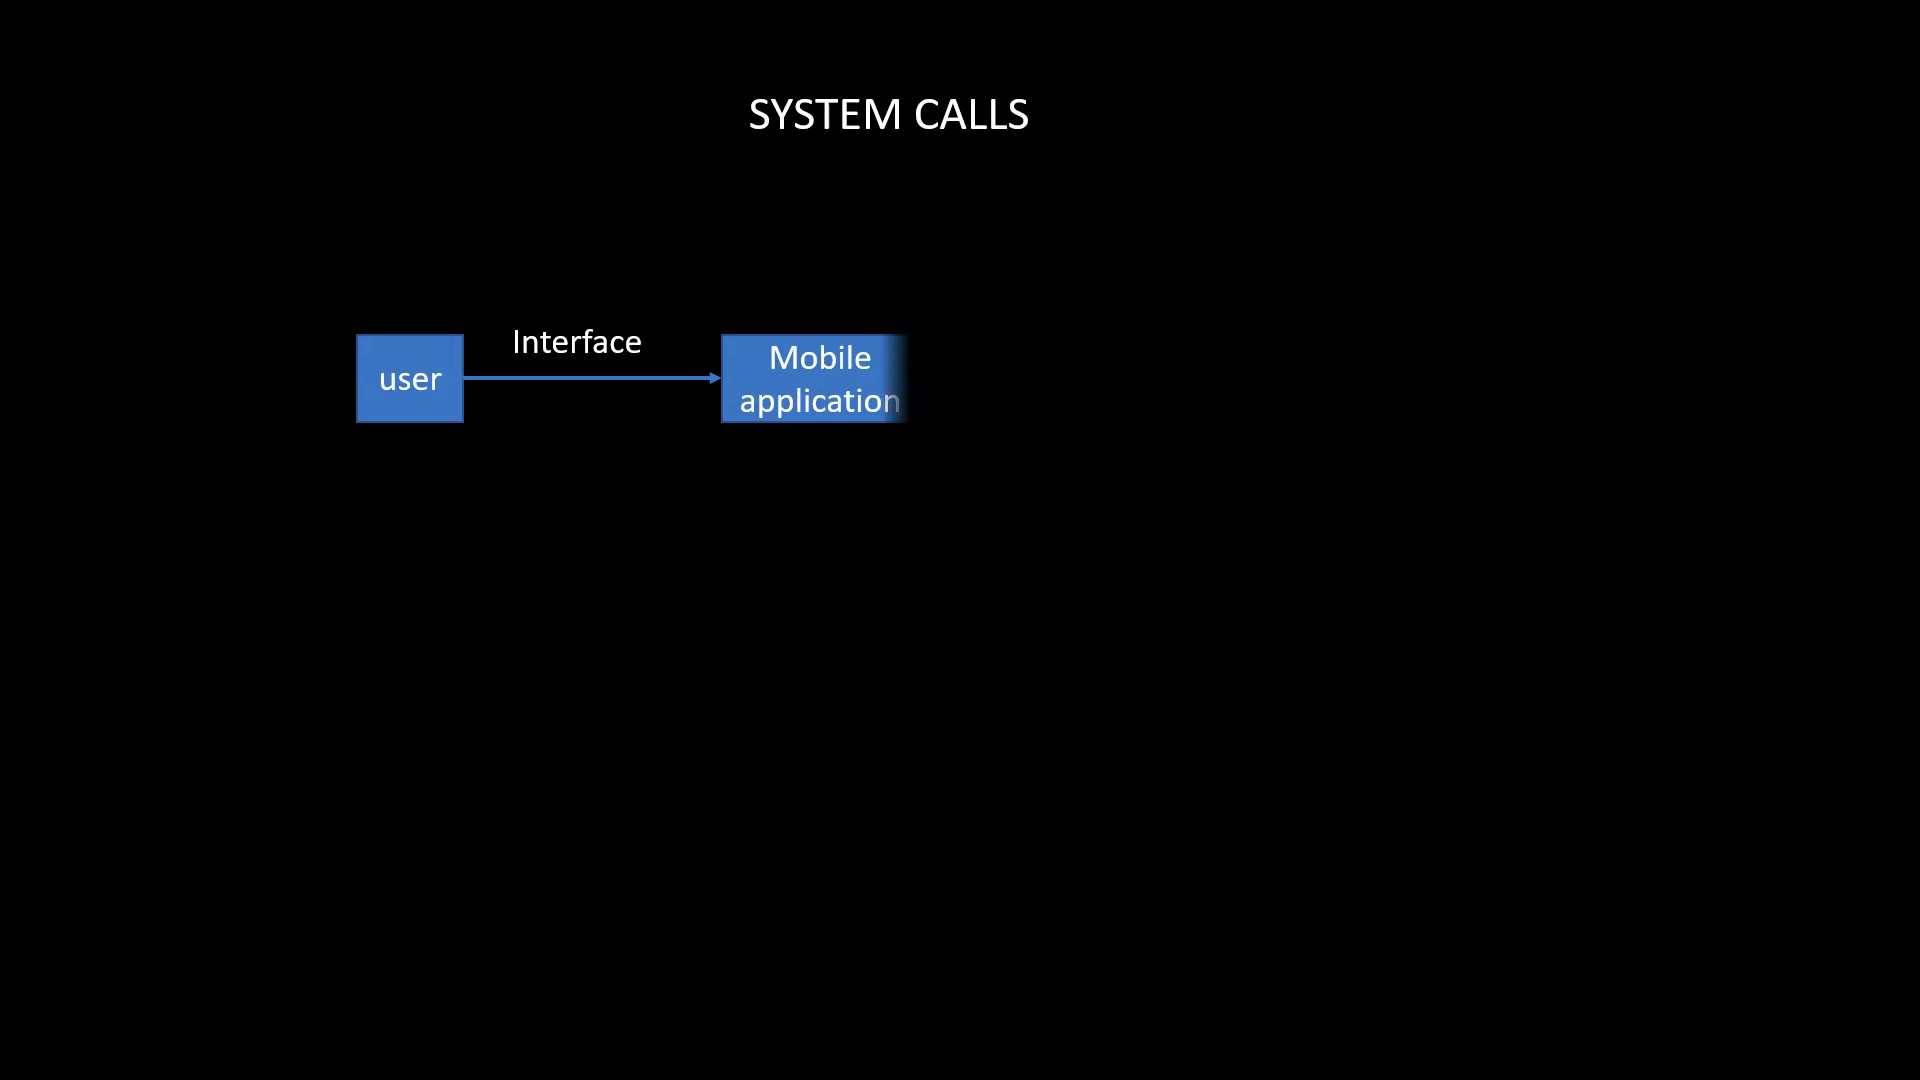 SYSTEM CALLS
Interface
user
Mobile
application